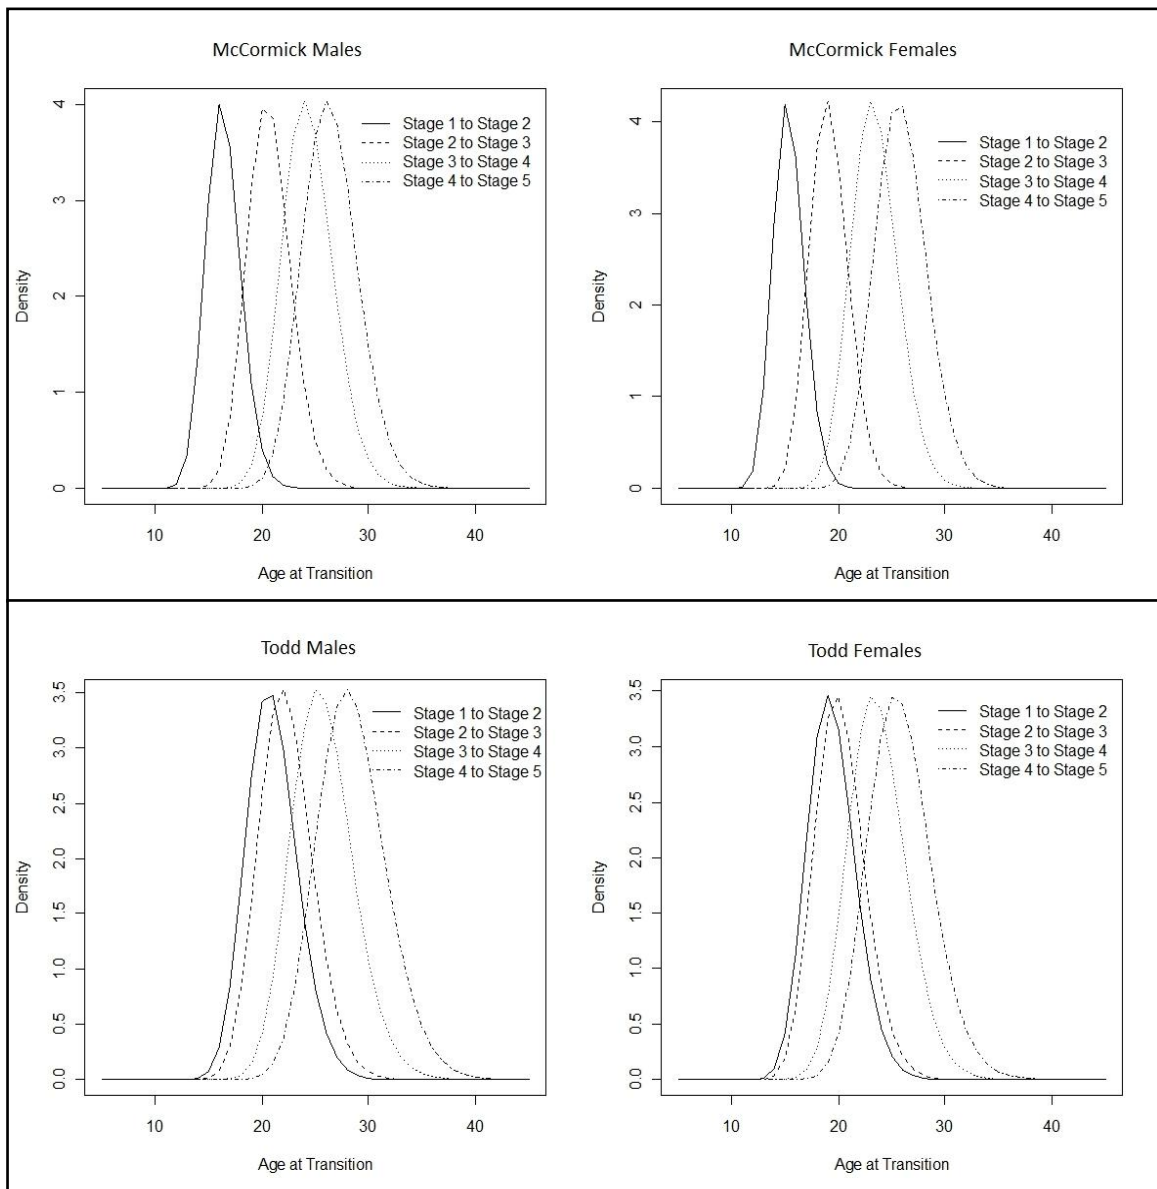 McCormick Males
4
3
2
1
0
Density
Stage 1 to Stage 2
Stage 2 to Stage 3
Stage 3 to Stage 4
Stage 4 to Stage 5
10 20 30 40
Age at Transition
McCormick Females
4
3
2
1
0
Density
Stage 1 to Stage 2
Stage 2 to Stage 3
Stage 3 to Stage 4
Stage 4 to Stage 5
10 20 30 40
Age at Transition
Todd Males
3.5
3.0
2.5
2.0
1.5
1.0
0.5
0.0
Density
Stage 1 to Stage 2
Stage 2 to Stage 3
Stage 3 to Stage 4
Stage 4 to Stage 5
10 20 30 40
Age at Transition
Todd Females
3.5
3.0
2.5
2.0
1.5
1.0
0.5
0.0
Density
Stage 1 to Stage 2
Stage 2 to Stage 3
Stage 3 to Stage 4
Stage 4 to Stage 5
10 20 30 40
Age at Transition